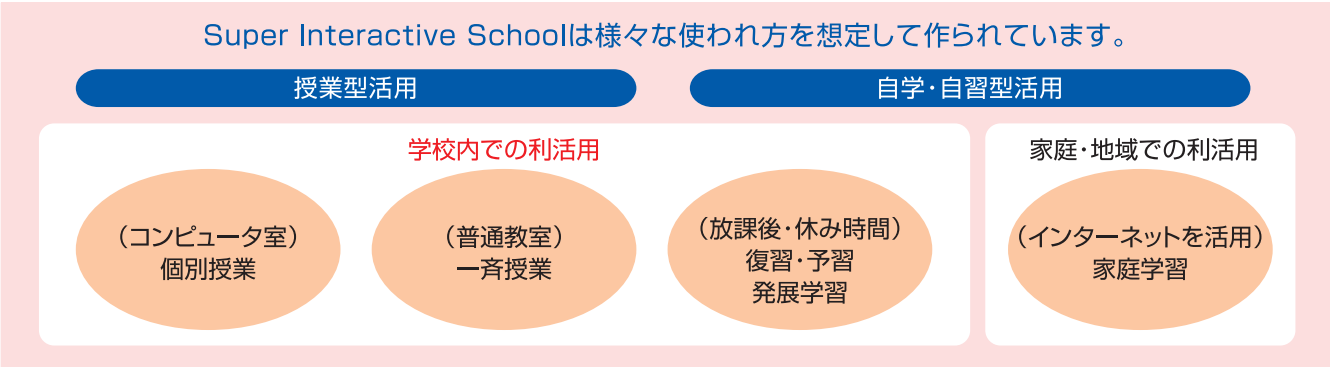 Super Interactive Schoolは様々な使われ方を想定して作られています。
授業型活用
自学・自習型活用
学校内での利活用
家庭・地域での利活用
（コンピュータ室）
個別授業
（普通教室）
一斉授業
（放課後・休み時間）
復習・予習
発展学習
（インターネットを活用）
家庭学習